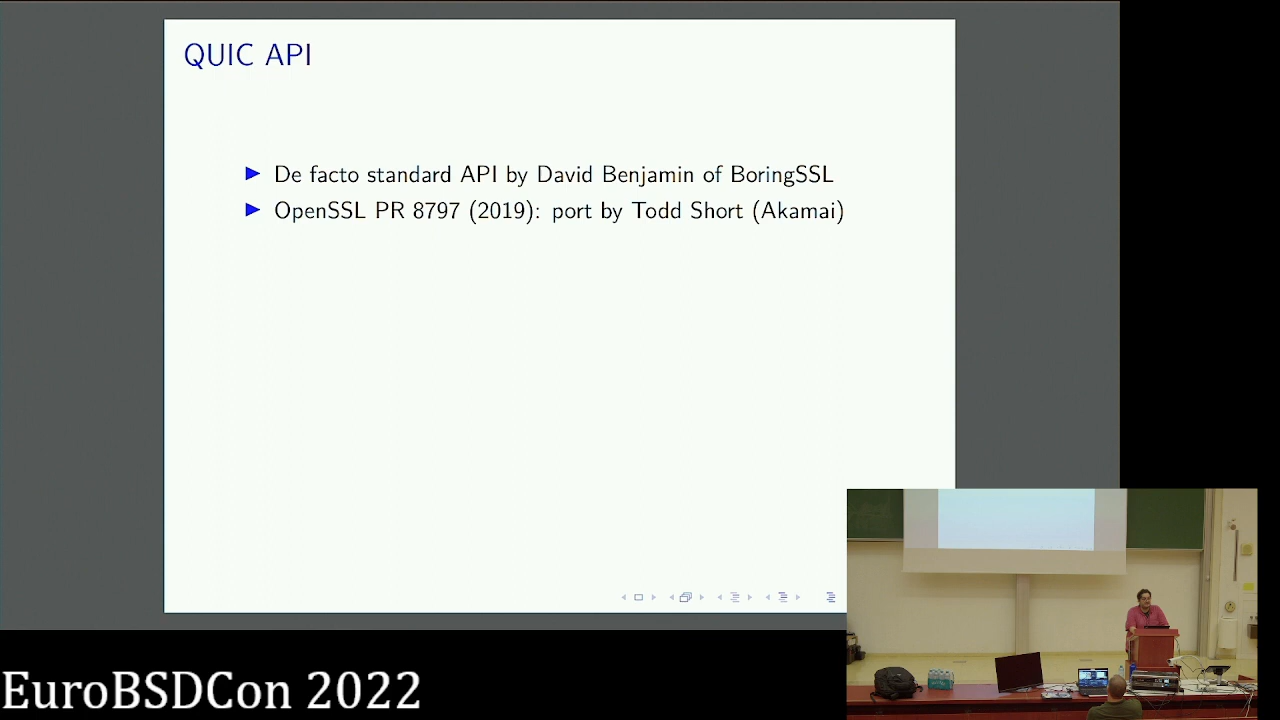 QUIC API
De facto standard API by David Benjamin of BoringSSL
OpenSSL PR 8797 (2019): port by Todd Short (Akamai)
EuroBSDCon 2022